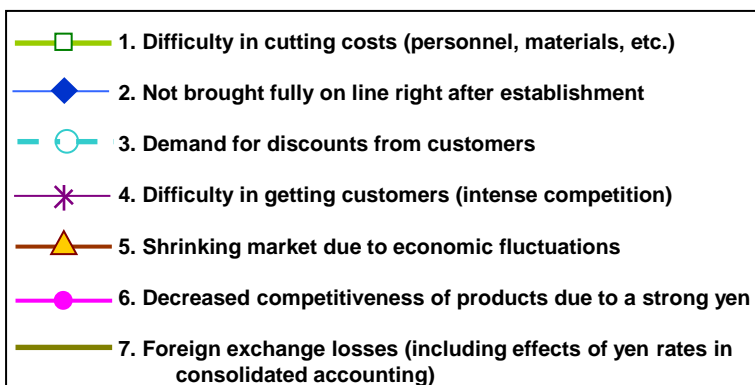 1. Difficulty in cutting costs (personnel, materials, etc.)
2. Not brought fully on line right after establishment
3. Demand for discounts from customers
4. Difficulty in getting customers (intense competition)
5. Shrinking market due to economic fluctuations
6. Decreased competitiveness of products due to a strong yen
7. Foreign exchange losses (including effects of yen rates in
consolidated accounting)